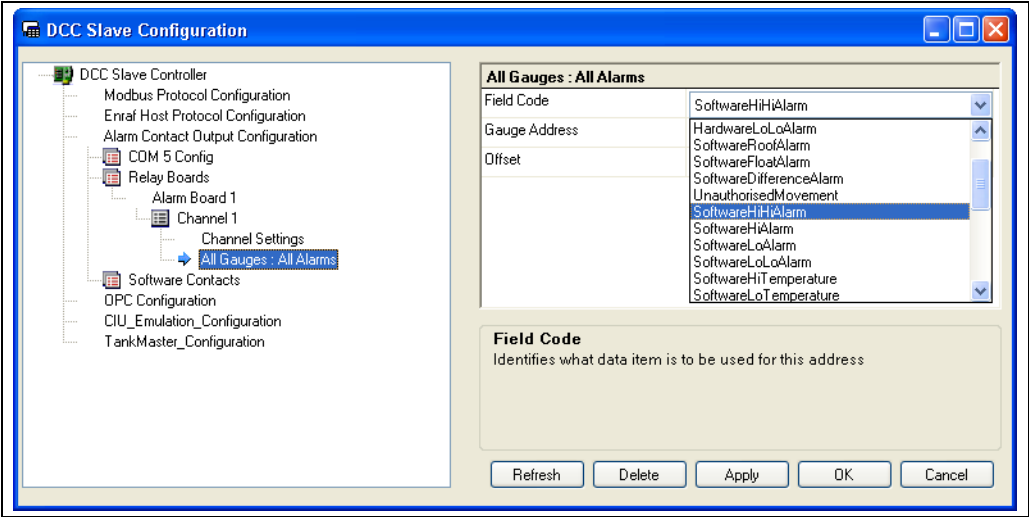 DCC Slave Configuration
DCC Slave Controller
Modbus Protocol Configuration
Enraf Host Protocol Configuration
Alarm Contact Output Configuration
COM 5 Config
Relay Boards
Alarm Board 1
Channel 1
Channel Settings
All Gauges : All Alarms
Software Contacts
OPC Configuration
CIU_Emulation_Configuration
TankMaster_Configuration
All Gauges : All Alarms
Field Code
SoftwareHiHiAlarm
Gauge Address
Offset
HardwareLoLoAlarm
SoftwareRoofAlarm
SoftwareFloatAlarm
SoftwareDifferenceAlarm
UnauthorisedMovement
SoftwareHiHiAlarm
SoftwareHiAlarm
SoftwareLoAlarm
SoftwareLoLoAlarm
SoftwareHiTemperature
SoftwareLoTemperature
Field Code
Identifies what data item is to be used for this address
Refresh
Delete
Apply
OK
Cancel